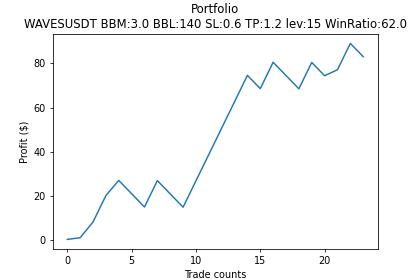 Portfolio
WAVESUSDT BBM:3.0 BBL:140 SL:0.6 TP:1.2 lev:15 WinRatio:62.0
Profit ($)
80
60
40
20
0
0 5 10 15 20
Trade counts